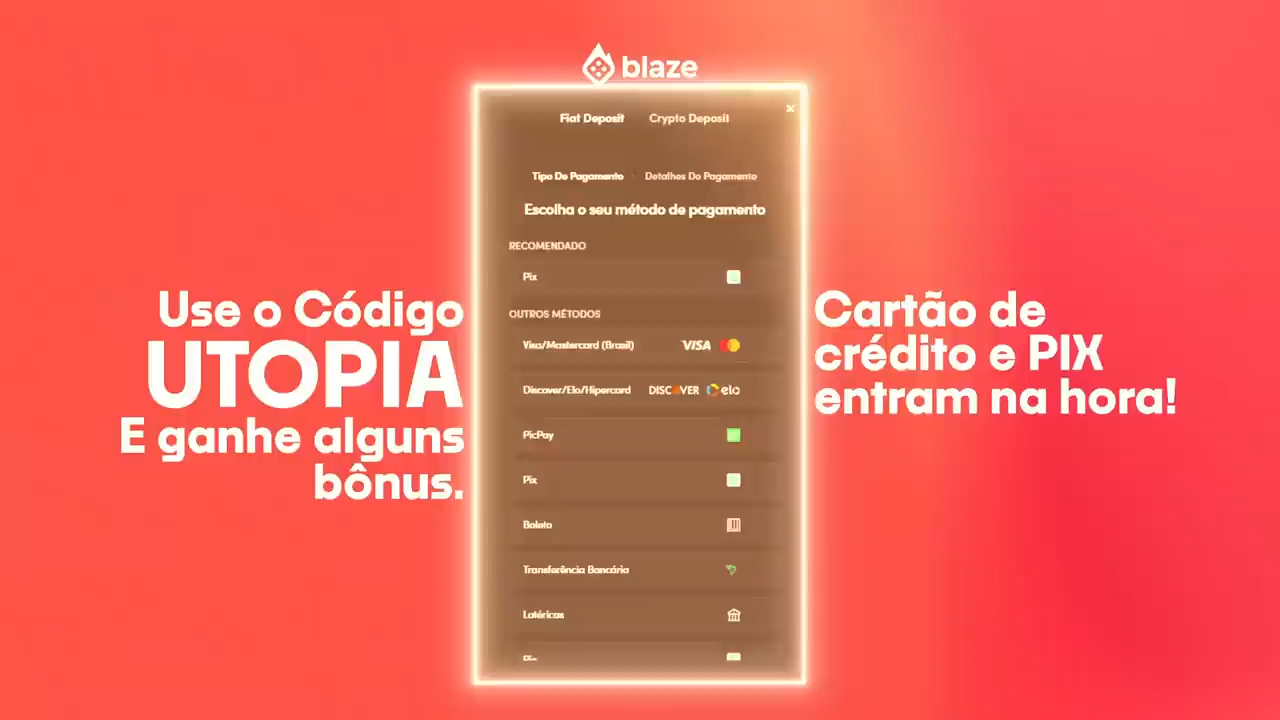 blaze
Fiat Deposit Crypto Deposit
Tipo De Pagamento Detalhes Do Pagamento
Escolha o seu método de pagamento
RECOMENDADO
Pix
OUTROS MÉTODOS
Visa/Mastercard (Brasil) VISA
Discover/Elo/Hipercard DISCOVER elo
PicPay
Pix
Boleto
Transferência Bancária
Lotéricas
Use o Código
UTOPIA
E ganhe alguns
bônus.
Cartão de
crédito e PIX
entram na hora!